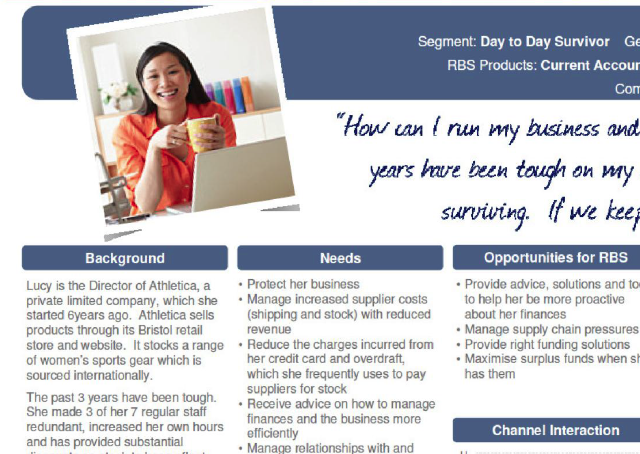 Segment: Day to Day Survivor
RBS Products: Current
"How can I run my business and
years have been tough on my
surviving. If we keep
Background
Lucy is the Director of Athletica, a
private limited company, which she
started 6years ago. Athletica sells
products through its Bristol retail
store and website. It stocks a range
of women's sports gear which is
sourced internationally.
The past 3 years have been tough.
She made 3 of her 7 regular staff
redundant, increased her own hours
and has provided substantial
Needs
• Protect her business
• Manage increased supplier costs
(shipping and stock) with reduced
revenue
• Reduce the charges incurred from
her credit card and overdraft,
which she frequently uses to pay
suppliers for stock
• Receive advice on how to manage
finances and the business more
efficiently
• Manage relationships with and
Opportunities for RBS
• Provide advice, solutions and
to help her be more proactive
about her finances
• Manage supply chain pressures
• Provide right funding solutions
• Maximise surplus funds when
has them
Channel Interaction